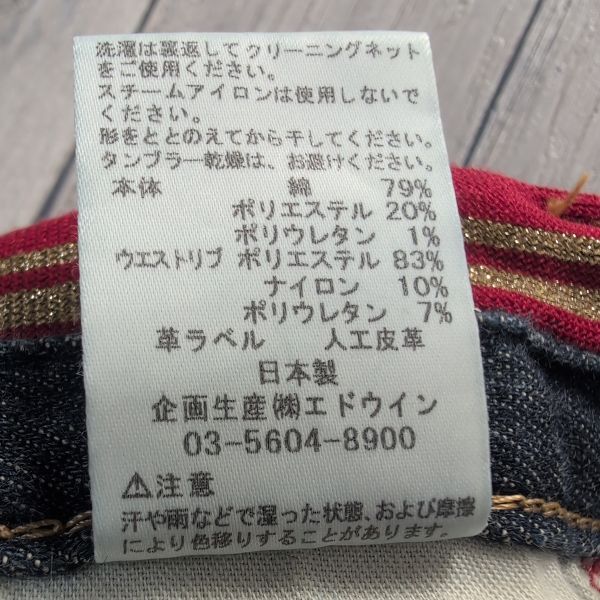 洗濯は裏返してクリーニングネット
をご使用ください。
スチームアイロンは使用しないで
ください。
形をととのえてから干してください。
タンブラー乾燥は、お避けください。
本体 綿 79%
ポリエステル 20%
ポリウレタン 1%
ウエストリブ ポリエステル 83%
ナイロン 10%
ポリウレタン 7%
革ラベル 人工皮革
日本製
企画生産㈱エドウイン
03-5604-8900
⚠注意
汗や雨などで湿った状態、および摩擦
により色移りすることがあります。